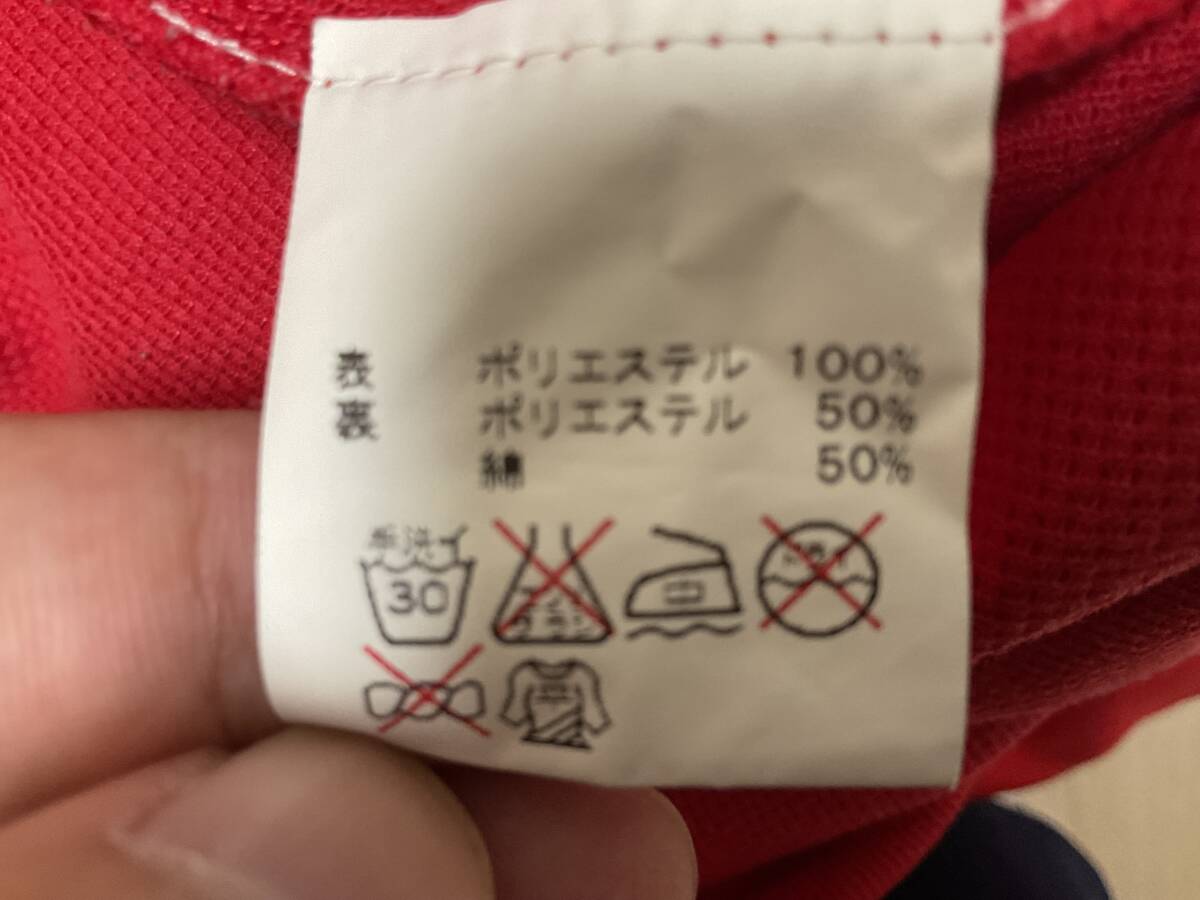 表 ポリエステル 100%
裏 ポリエステル 50%
綿 50%
手洗イ
30